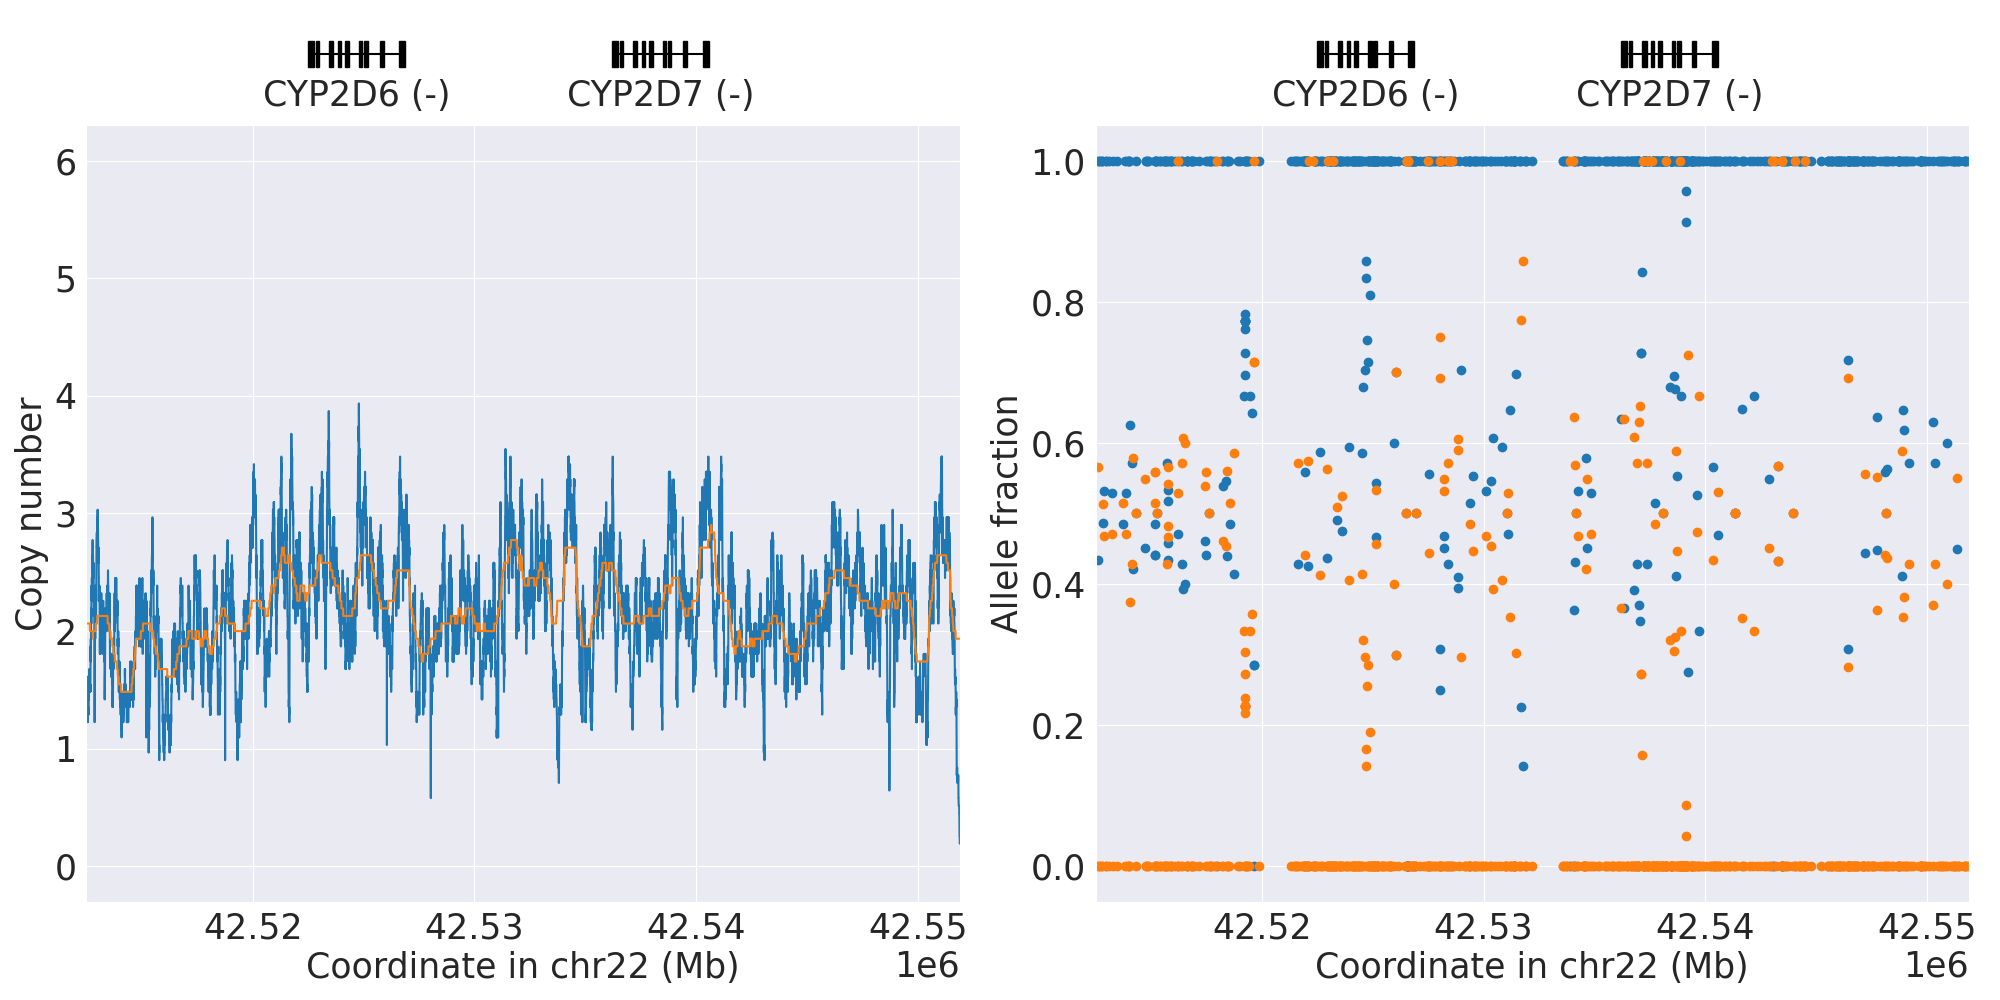 CYP2D6 (-)
CYP2D7 (-)
6
5
4
3
2
1
0
Copy number
42.52
42.53
42.54
42.55
Coordinate in chr22 (Mb)
1e6
CYP2D6 (-)
CYP2D7 (-)
1.0
0.8
0.6
0.4
0.2
0.0
Allele fraction
42.52
42.53
42.54
42.55
Coordinate in chr22 (Mb)
1e6